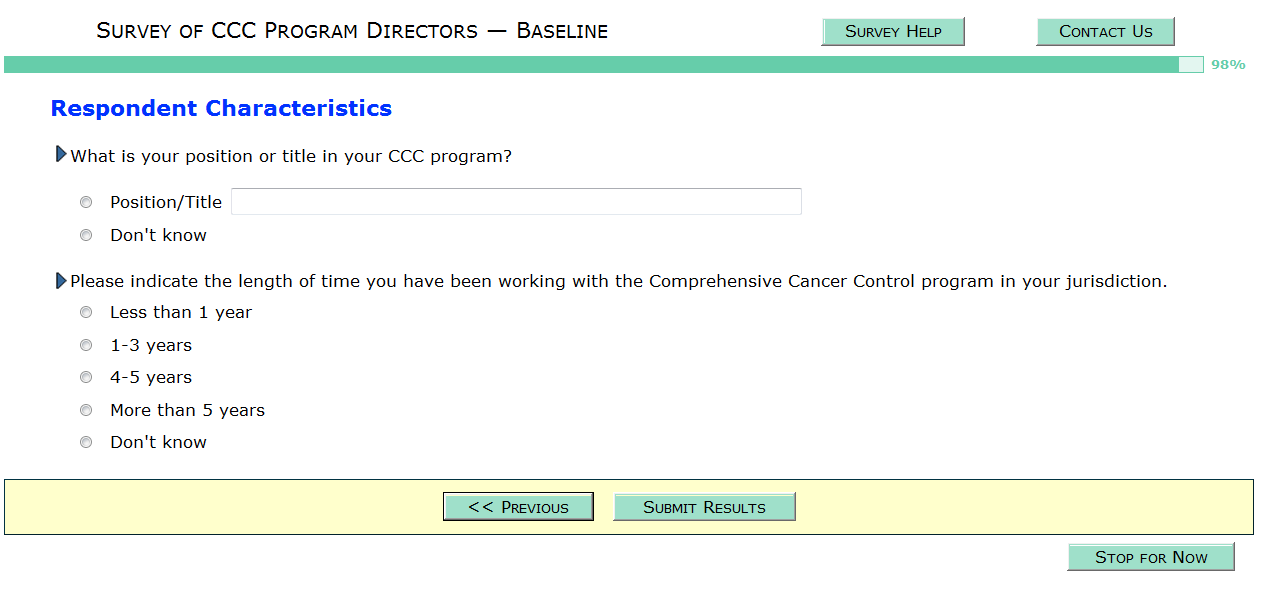 SURVEY OF CCC PROGRAM DIRECTORS — BASELINE
SURVEY HELP
CONTACT US
98%
Respondent Characteristics
What is your position or title in your CCC program?
Position/Title
Don't know
Please indicate the length of time you have been working with the Comprehensive Cancer Control program in your jurisdiction.
Less than 1 year
1-3 years
4-5 years
More than 5 years
Don't know
<< PREVIOUS
SUBMIT RESULTS
STOP FOR NOW